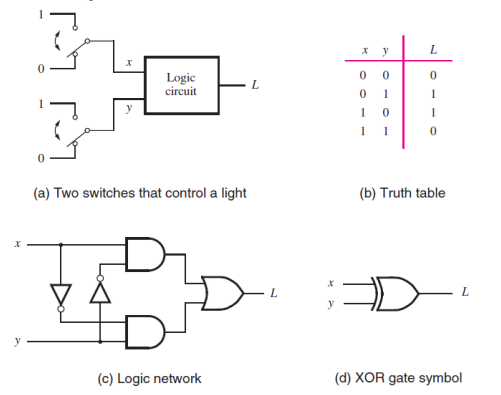 1
0
x
Logic
circuit
L
1
0
y
(a) Two switches that control a light
x y L
0 0 0
0 1 1
1 0 1
1 1 0
(b) Truth table
x
y
L
(c) Logic network
x
y
L
(d) XOR gate symbol